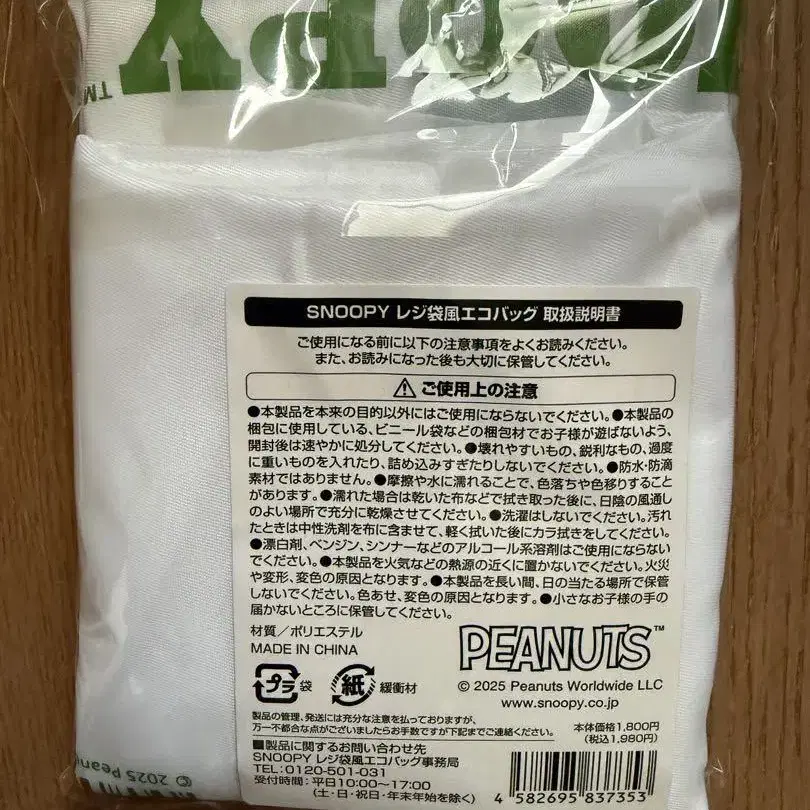 OOPY
TM
SNOOPY レジ袋風エコバッグ 取扱説明書
ご使用になる前に以下の注意事項をよくお読みください。
また、お読みになった後も大切に保管してください。
⚠ ご使用上の注意
●本製品を本来の目的以外にはご使用にならないでください。●本製品の
梱包に使用している、ビニール袋などの梱包材でお子様が遊ばないよう、
開封後は速やかに処分してください。●壊れやすいもの、鋭利なもの、過度
に重いものを入れたり、詰め込みすぎたりしないでください。●防水・防滴
素材ではありません。●摩擦や水に濡れることで、色落ちや色移りすることが
あります。●濡れた場合は乾いた布などで拭き取った後に、日陰の風通し
のよい場所で充分に乾燥させてください。●洗濯はしないでください。汚れ
たときは中性洗剤を布に含ませて、軽く拭いた後にカラ拭きをしてください。
●漂白剤、ベンジン、シンナーなどのアルコール系溶剤はご使用にならない
でください。●本製品を火気などの熱源の近くに置かないでください。火災
や変形、変色の原因となります。●本製品を長い間、日の当たる場所で保管
しないでください。色あせ、変色の原因となります。●小さなお子様の手の
届かないところに保管してください。
材質／ポリエステル
MADE IN CHINA
プラ 袋
紙 緩衝材
PEANUTS™
© 2025 Peanuts Worldwide LLC
www.snoopy.co.jp
製品の管理、発送には充分な注意を払っておりますが、
万一不都合な点がございましたらお手数ですが下記までご連絡ください。
本体価格1,800円
(税込1,980円)
■製品に関するお問い合わせ先
SNOOPY レジ袋風エコバッグ事務局
TEL:0120-501-031
受付時間：平日10:00～17:00
(土・日・祝日・年末年始を除く)
4 582695 837353
© 2025 Pean